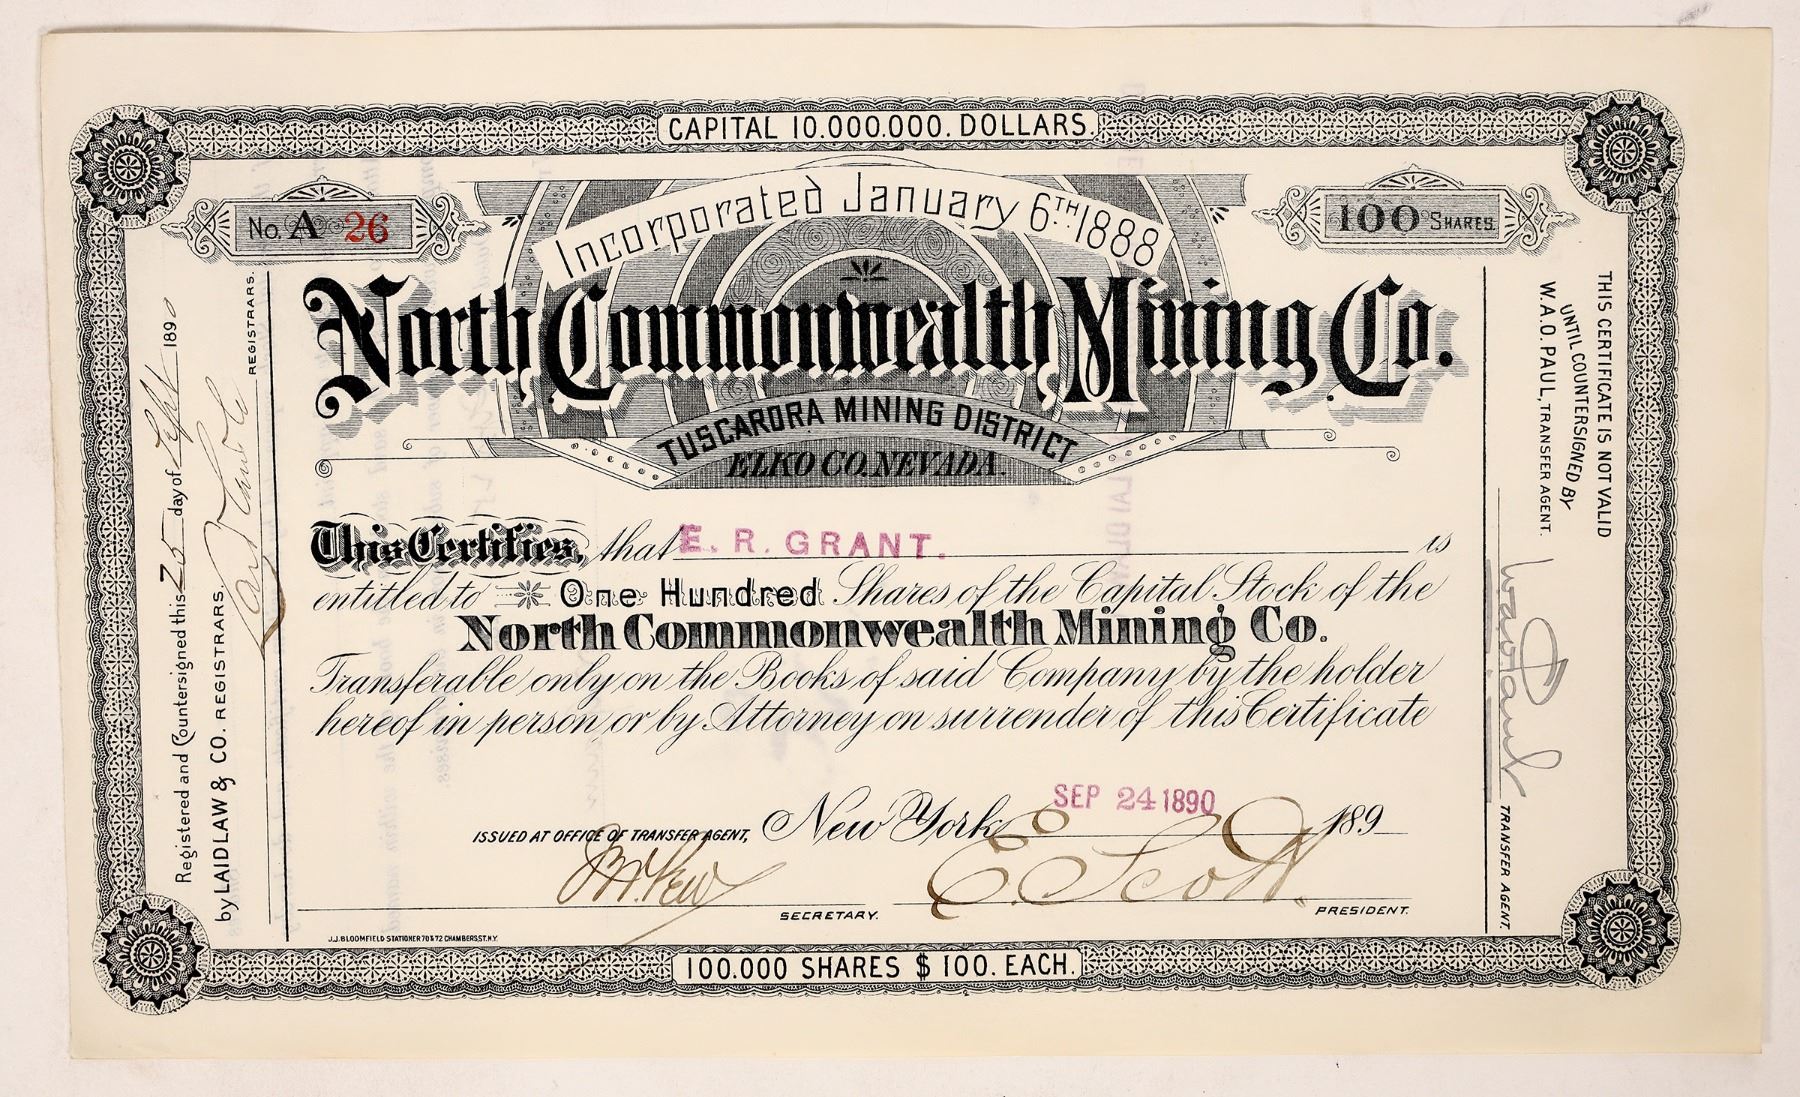 CAPITAL 10.000.000. DOLLARS.
No. A 26
100 SHARES.
Incorporated January 6TH 1888
North Commonwealth Mining Co.
TUSCARORA MINING DISTRICT
ELKO CO. NEVADA.
This Certifies, that E. R. GRANT. is
entitled to One Hundred Shares of the Capital Stock of the
North Commonwealth Mining Co.
Transferable only on the Books of said Company by the holder
hereof in person or by Attorney on surrender of this Certificate
SEP 24 1890
ISSUED AT OFFICE OF TRANSFER AGENT, New York 189
E. Scott.
SECRETARY.
PRESIDENT.
J.J. BLOOMFIELD STATIONER 70 & 72 CHAMBERS ST. N.Y.
100.000 SHARES $100. EACH.
Registered and Countersigned this 25 day of Sept 1890
by LAIDLAW & CO. REGISTRARS.
REGISTRARS.
THIS CERTIFICATE IS NOT VALID
UNTIL COUNTERSIGNED BY
W.A.O. PAUL, TRANSFER AGENT.
W A O Paul TRANSFER AGENT.